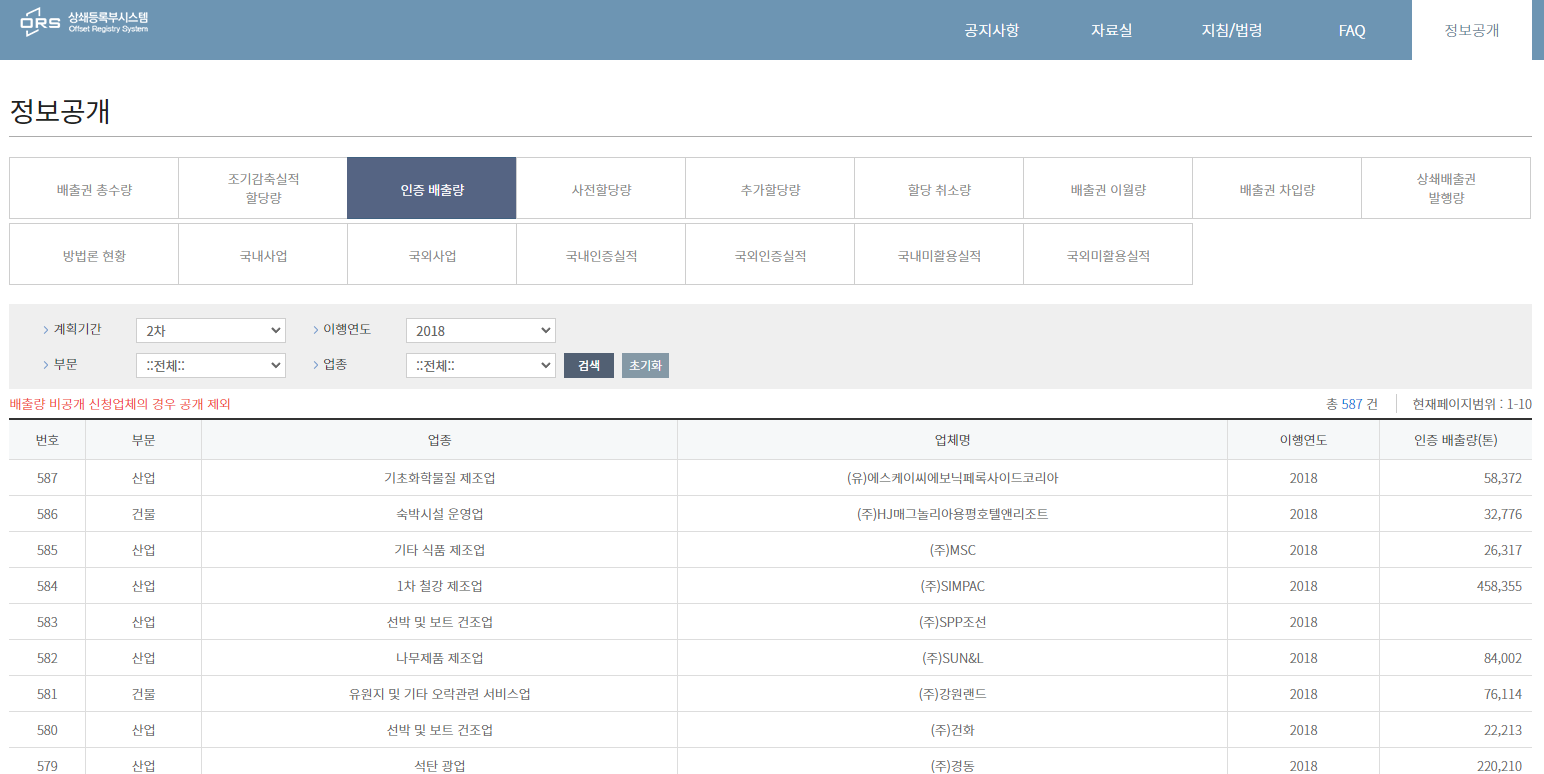 ORS 상쇄등록부시스템
Offset Registry System
공지사항 자료실 지침/법령 FAQ 정보공개
정보공개
배출권 총수량 조기감축실적 할당량 인증 배출량 사전할당량 추가할당량 할당 취소량 배출권 이월량 배출권 차입량 상쇄배출권 발행량
방법론 현황 국내사업 국외사업 국내인증실적 국외인증실적 국내미활용실적 국외미활용실적
계획기간 2차 이행연도 2018
부문 ::전체:: 업종 ::전체:: 검색 초기화
배출량 비공개 신청업체의 경우 공개 제외 총 587 건 현재페이지범위 : 1-10
번호 부문 업종 업체명 이행연도 인증 배출량(톤)
587 산업 기초화학물질 제조업 (유)에스케이씨에보닉페록사이드코리아 2018 58,372
586 건물 숙박시설 운영업 (주)HJ매그놀리아용평호텔앤리조트 2018 32,776
585 산업 기타 식품 제조업 (주)MSC 2018 26,317
584 산업 1차 철강 제조업 (주)SIMPAC 2018 458,355
583 산업 선박 및 보트 건조업 (주)SPP조선 2018
582 산업 나무제품 제조업 (주)SUN&L 2018 84,002
581 건물 유원지 및 기타 오락관련 서비스업 (주)강원랜드 2018 76,114
580 산업 선박 및 보트 건조업 (주)건화 2018 22,213
579 산업 석탄 광업 (주)경동 2018 220,210